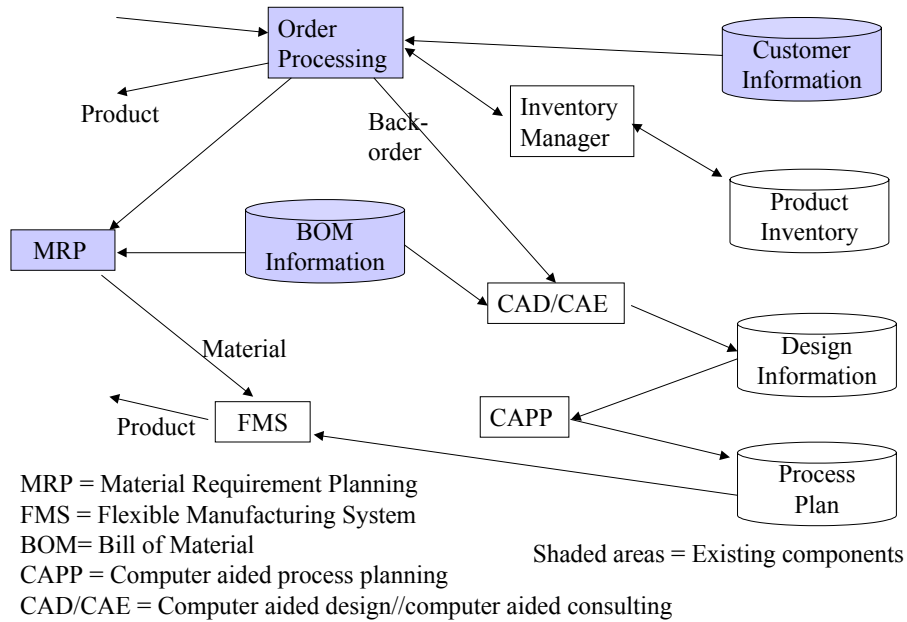 Order
Processing
Customer
Information
Product
Back-
order
Inventory
Manager
Product
Inventory
MRP
BOM
Information
CAD/CAE
Material
Design
Information
Product
FMS
CAPP
Process
Plan
MRP = Material Requirement Planning
FMS = Flexible Manufacturing System
BOM= Bill of Material
Shaded areas = Existing components
CAPP = Computer aided process planning
CAD/CAE = Computer aided design//computer aided consulting